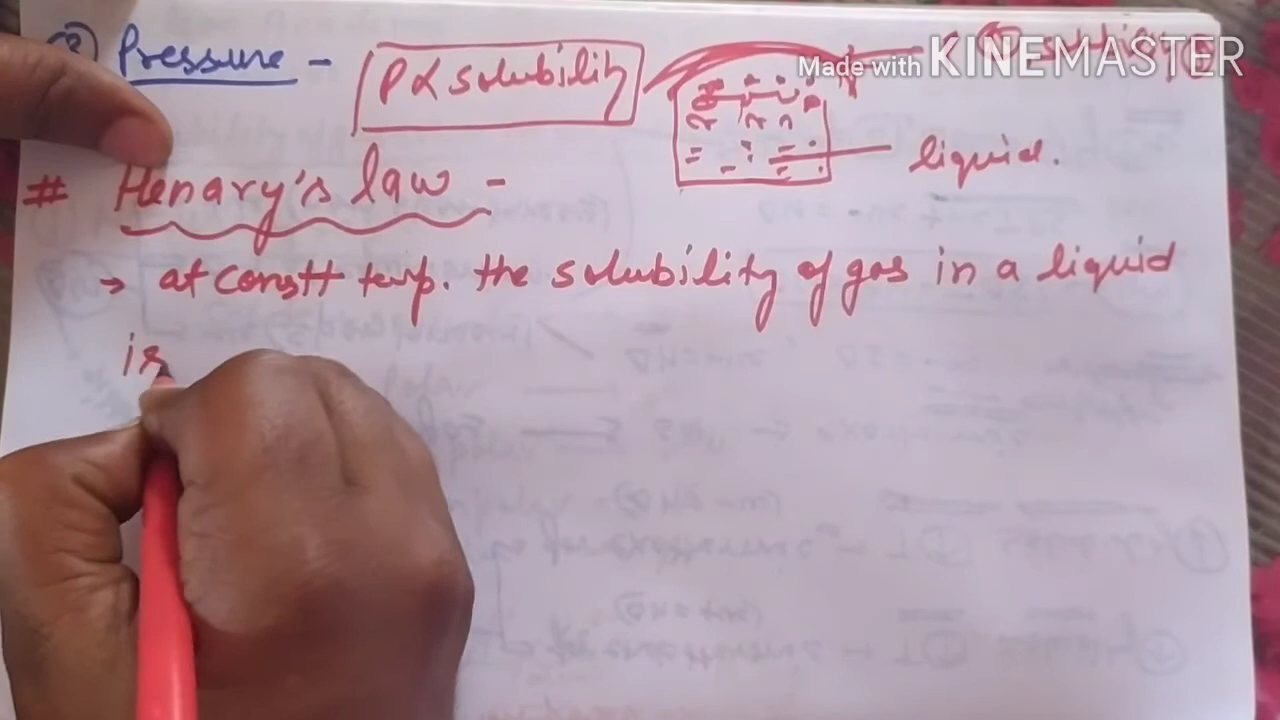 ③ Pressure -
P α solubility
Made with KINEMASTER
liquid.
# Henary's law -
→ at constt temp. the solubility of gas in a liquid
is